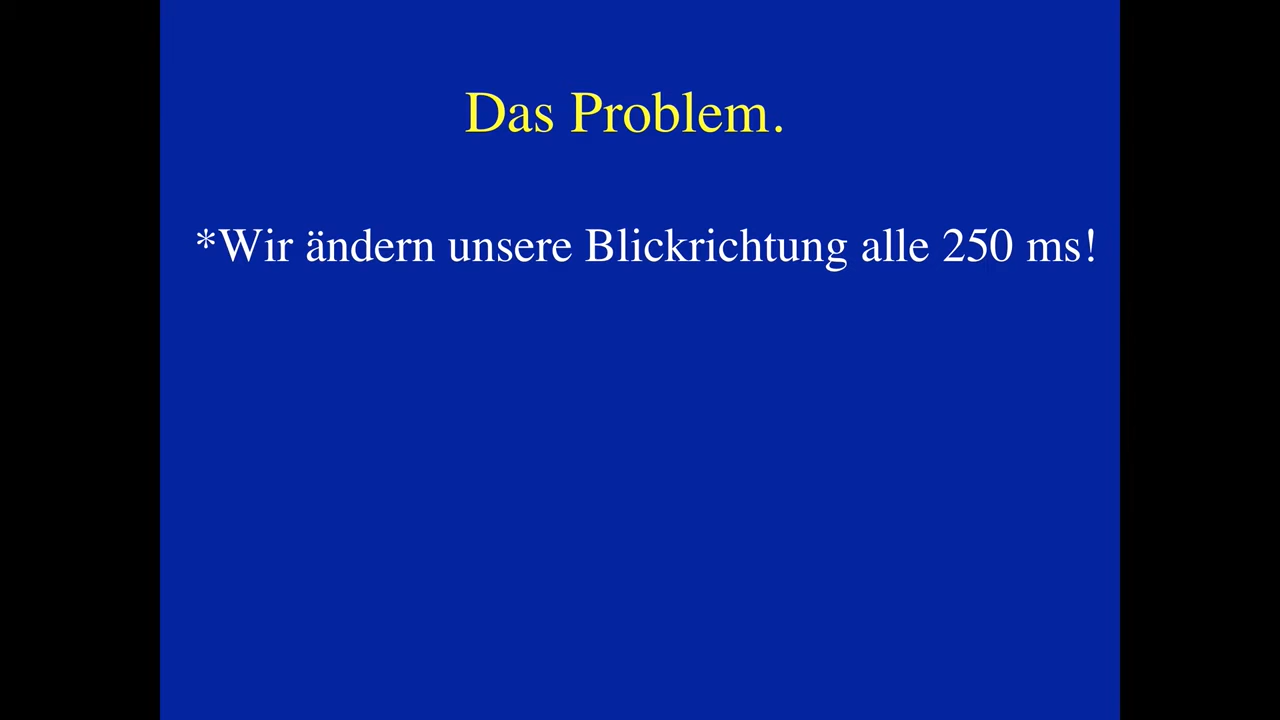 Das Problem.
*Wir ändern unsere Blickrichtung alle 250 ms!